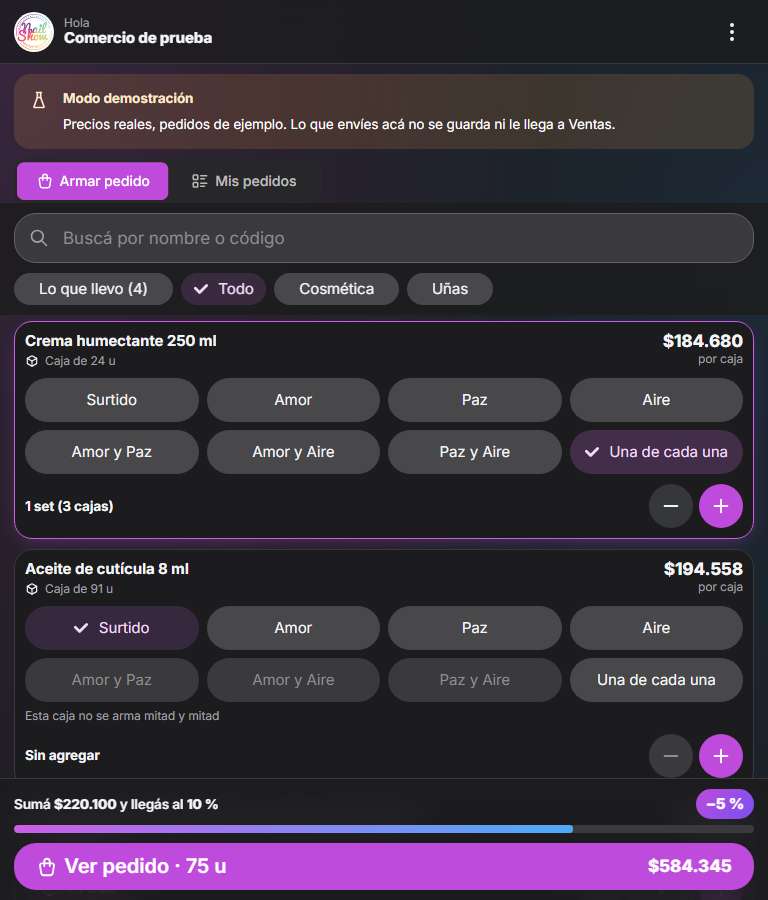 Nail
Show
Hola
Comercio de prueba
Modo demostración
Precios reales, pedidos de ejemplo. Lo que envíes acá no se guarda ni le llega a Ventas.
Armar pedido
Mis pedidos
Buscá por nombre o código
Lo que llevo (4)
Todo
Cosmética
Uñas
Crema humectante 250 ml
$184.680
Caja de 24 u
por caja
Surtido
Amor
Paz
Aire
Amor y Paz
Amor y Aire
Paz y Aire
Una de cada una
1 set (3 cajas)
Aceite de cutícula 8 ml
$194.558
Caja de 91 u
por caja
Surtido
Amor
Paz
Aire
Amor y Paz
Amor y Aire
Paz y Aire
Una de cada una
Esta caja no se arma mitad y mitad
Sin agregar
Sumá $220.100 y llegás al 10 %
−5 %
Ver pedido · 75 u
$584.345